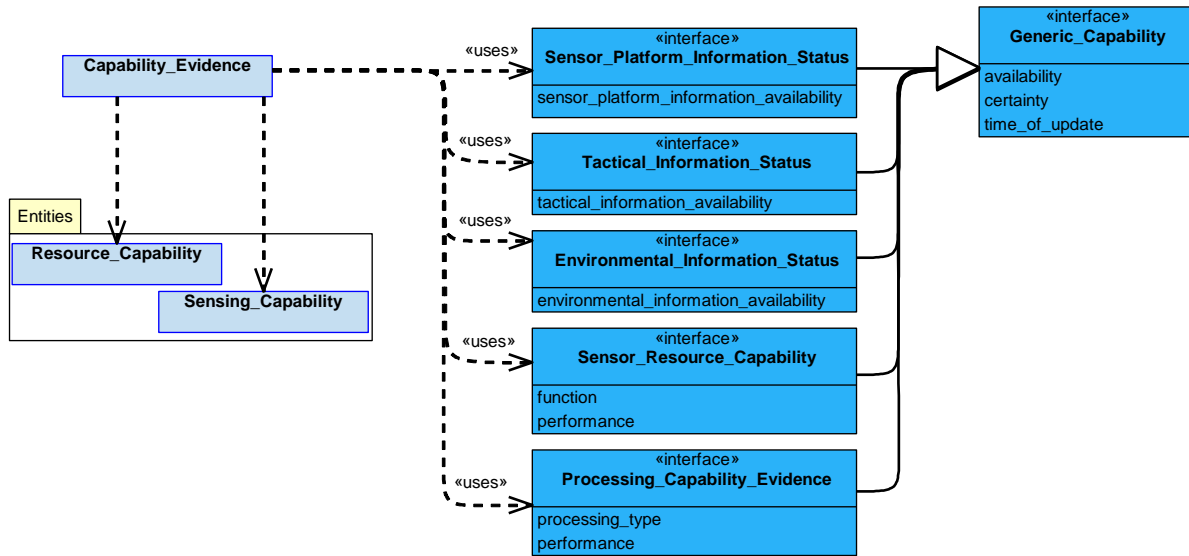 Capability_Evidence
Entities
Resource_Capability
Sensing_Capability
«uses»
«interface»
Sensor_Platform_Information_Status
sensor_platform_information_availability
«uses»
«interface»
Tactical_Information_Status
tactical_information_availability
«uses»
«interface»
Environmental_Information_Status
environmental_information_availability
«uses»
«interface»
Sensor_Resource_Capability
function
performance
«uses»
«interface»
Processing_Capability_Evidence
processing_type
performance
«interface»
Generic_Capability
availability
certainty
time_of_update